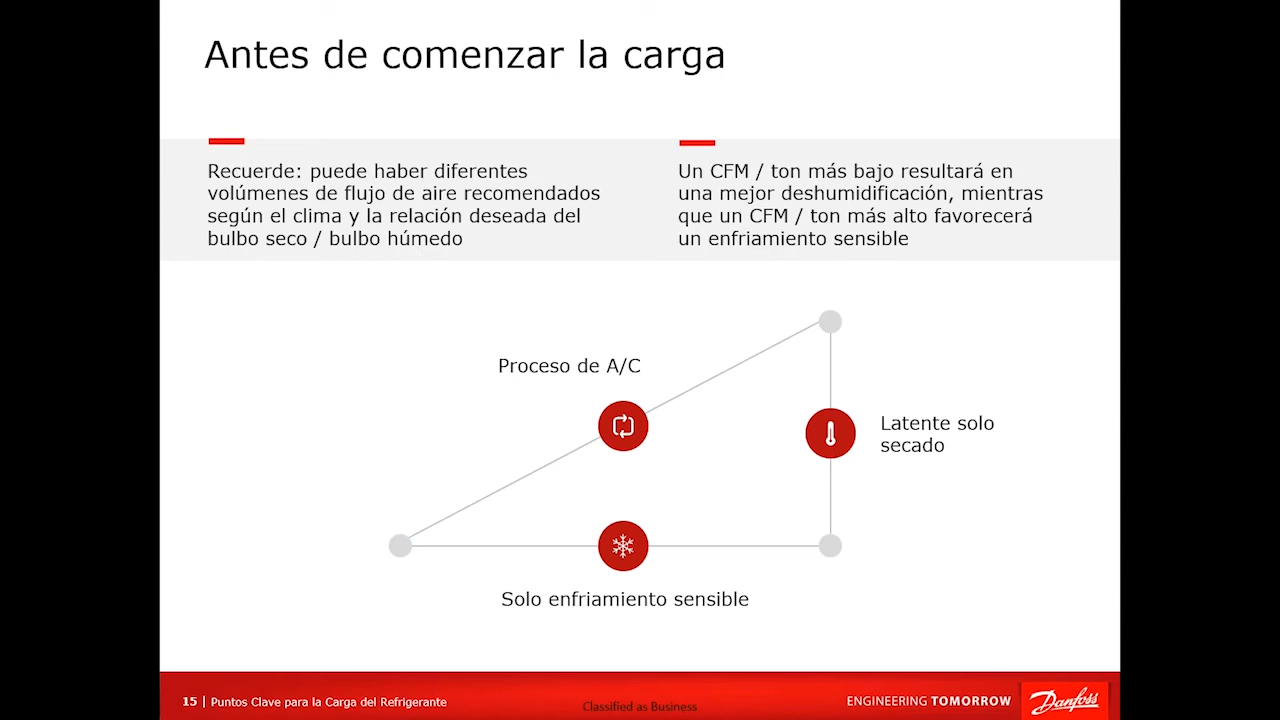 Antes de comenzar la carga
Recuerde: puede haber diferentes
volúmenes de flujo de aire recomendados
según el clima y la relación deseada del
bulbo seco / bulbo húmedo
Un CFM / ton más bajo resultará en
una mejor deshumidificación, mientras
que un CFM / ton más alto favorecerá
un enfriamiento sensible
Proceso de A/C
Latente solo
secado
Solo enfriamiento sensible
15 | Puntos Clave para la Carga del Refrigerante
Classified as Business
ENGINEERING TOMORROW
Danfoss